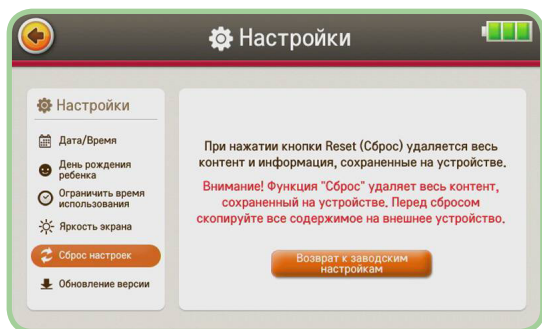 Настройки
Настройки
Дата/Время
День рождения
ребенка
Ограничить время
использования
Яркость экрана
Сброс настроек
Обновление версии
При нажатии кнопки Reset (Сброс) удаляется весь
контент и информация, сохраненные на устройстве.
Внимание! Функция "Сброс" удаляет весь контент,
сохраненный на устройстве. Перед сбросом
скопируйте все содержимое на внешнее устройство.
Возврат к заводским
настройкам